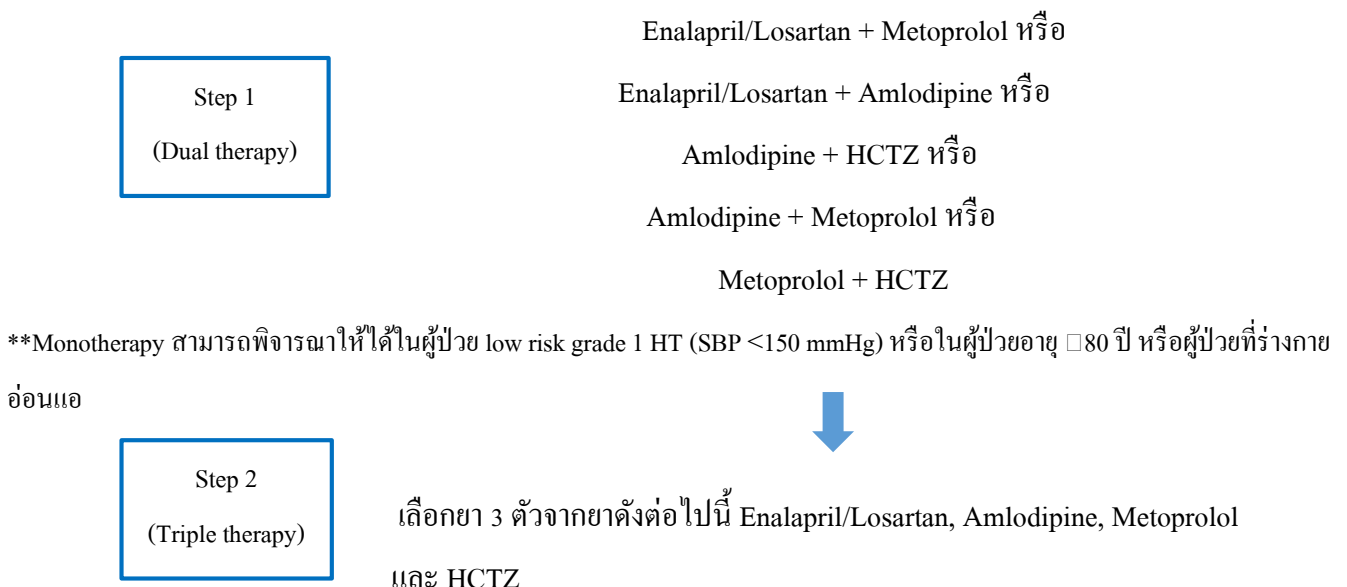 Enalapril/Losartan + Metoprolol หรือ
Step 1
(Dual therapy)
Enalapril/Losartan + Amlodipine หรือ
Amlodipine + HCTZ หรือ
Amlodipine + Metoprolol หรือ
Metoprolol + HCTZ
**Monotherapy สามารถพิจารณาให้ได้ในผู้ป่วย low risk grade 1 HT (SBP <150 mmHg) หรือในผู้ป่วยอายุ □80 ปี หรือผู้ป่วยที่ร่างกาย
อ่อนแอ
Step 2
(Triple therapy)
เลือกยา 3 ตัวจากยาดังต่อไปนี้ Enalapril/Losartan, Amlodipine, Metoprolol
และ HCTZ